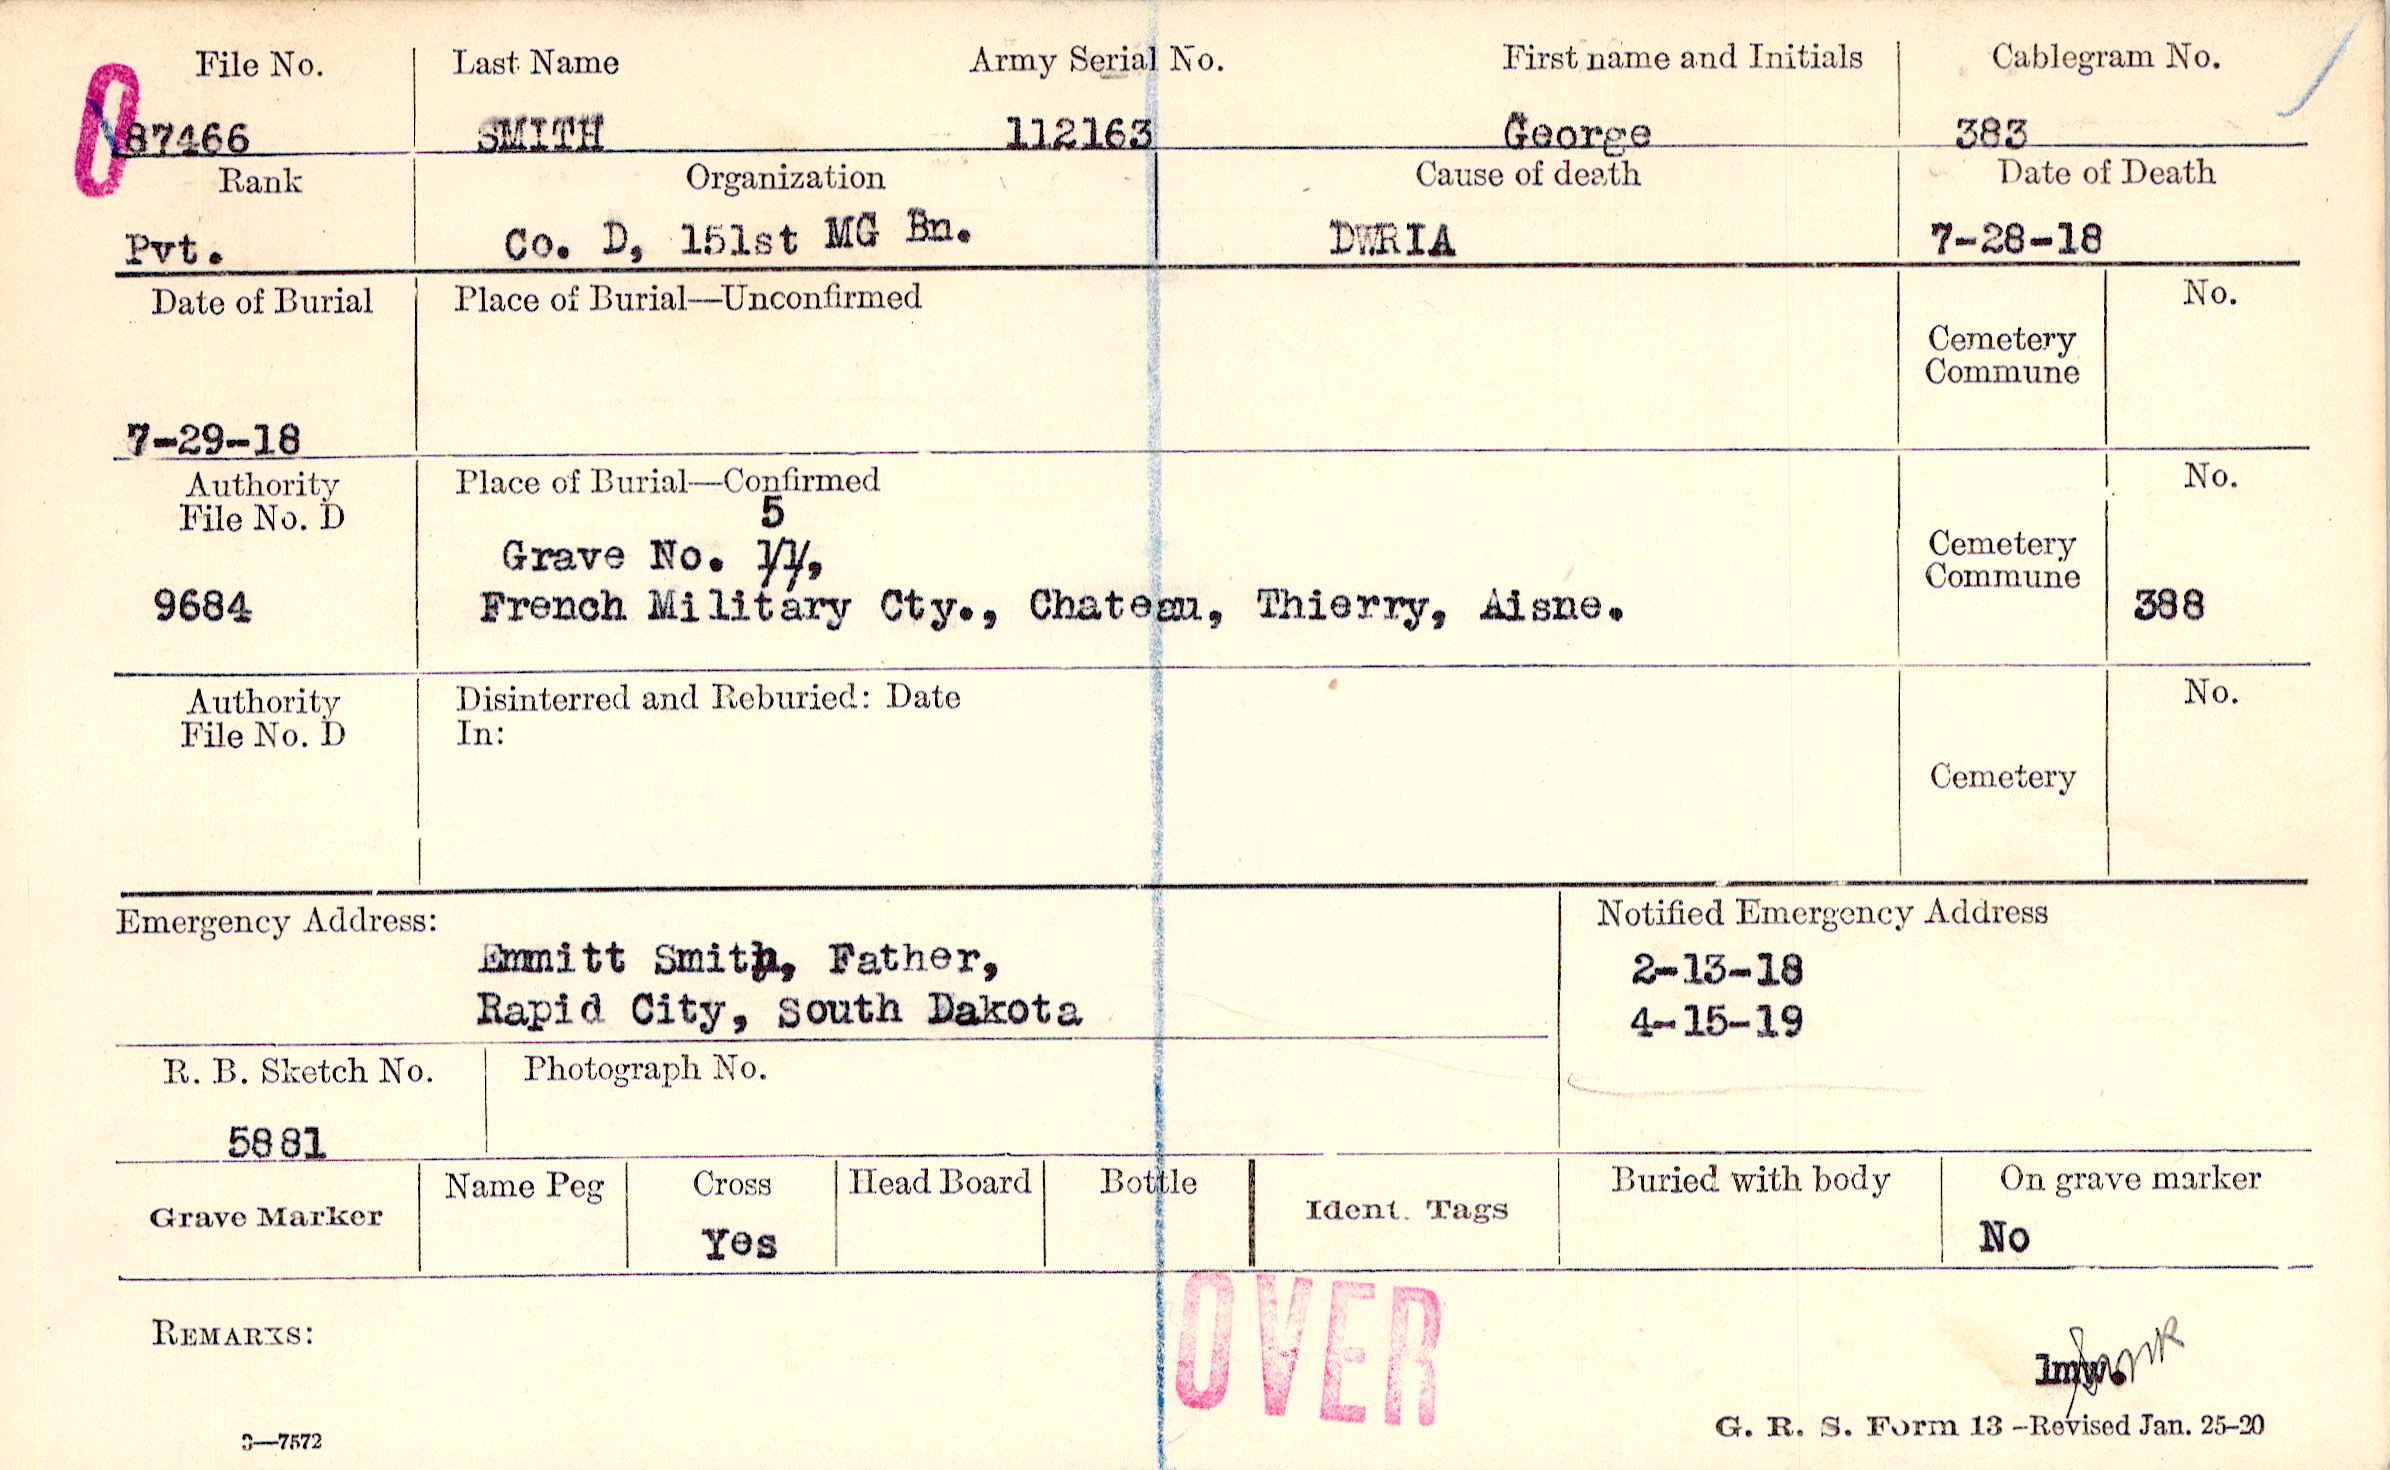 File No. Last Name Army Serial No. First name and Initials Cablegram No.
0
87466 SMITH 112163 George 383
Rank Organization Cause of death Date of Death
Pvt. Co. D, 151st MG Bn. DWRIA 7-28-18
Date of Burial Place of Burial—Unconfirmed No.
Cemetery
Commune
7-29-18
Authority Place of Burial—Confirmed No.
File No. D
5
Grave No. 11, Cemetery
Commune
9684 French Military Cty., Chateau, Thierry, Aisne. 388
Authority Disinterred and Reburied: Date No.
File No. D In:
Cemetery
Emergency Address: Notified Emergency Address
Emmitt Smith, Father, 2-13-18
Rapid City, South Dakota 4-15-19
R. B. Sketch No. Photograph No.
5881
Grave Marker Name Peg Cross Head Board Bottle Ident. Tags Buried with body On grave marker
Yes No
OVER
REMARKS:
lmw.
3—7572 G. R. S. Form 13 -Revised Jan. 25-20